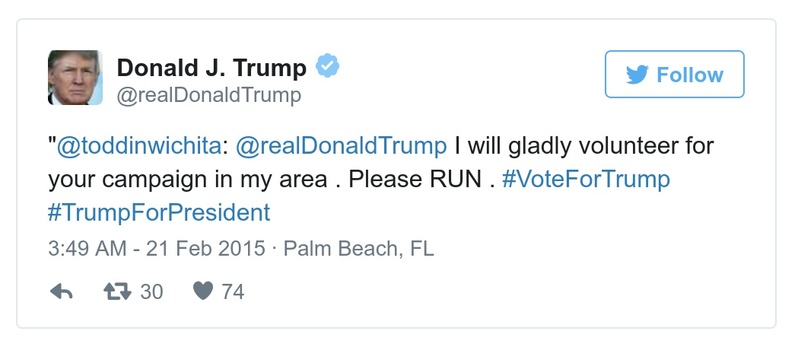 Donald J. Trump
@realDonaldTrump
Follow
"@toddinwichita: @realDonaldTrump I will gladly volunteer for
your campaign in my area . Please RUN . #VoteForTrump
#TrumpForPresident
3:49 AM - 21 Feb 2015 · Palm Beach, FL
30 74